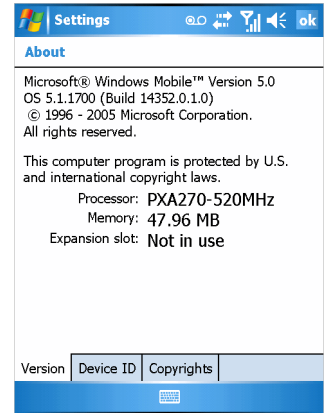 Settings
ok
About
Microsoft® Windows Mobile™ Version 5.0
OS 5.1.1700 (Build 14352.0.1.0)
© 1996 - 2005 Microsoft Corporation.
All rights reserved.
This computer program is protected by U.S.
and international copyright laws.
Processor: PXA270-520MHz
Memory: 47.96 MB
Expansion slot: Not in use
Version Device ID Copyrights